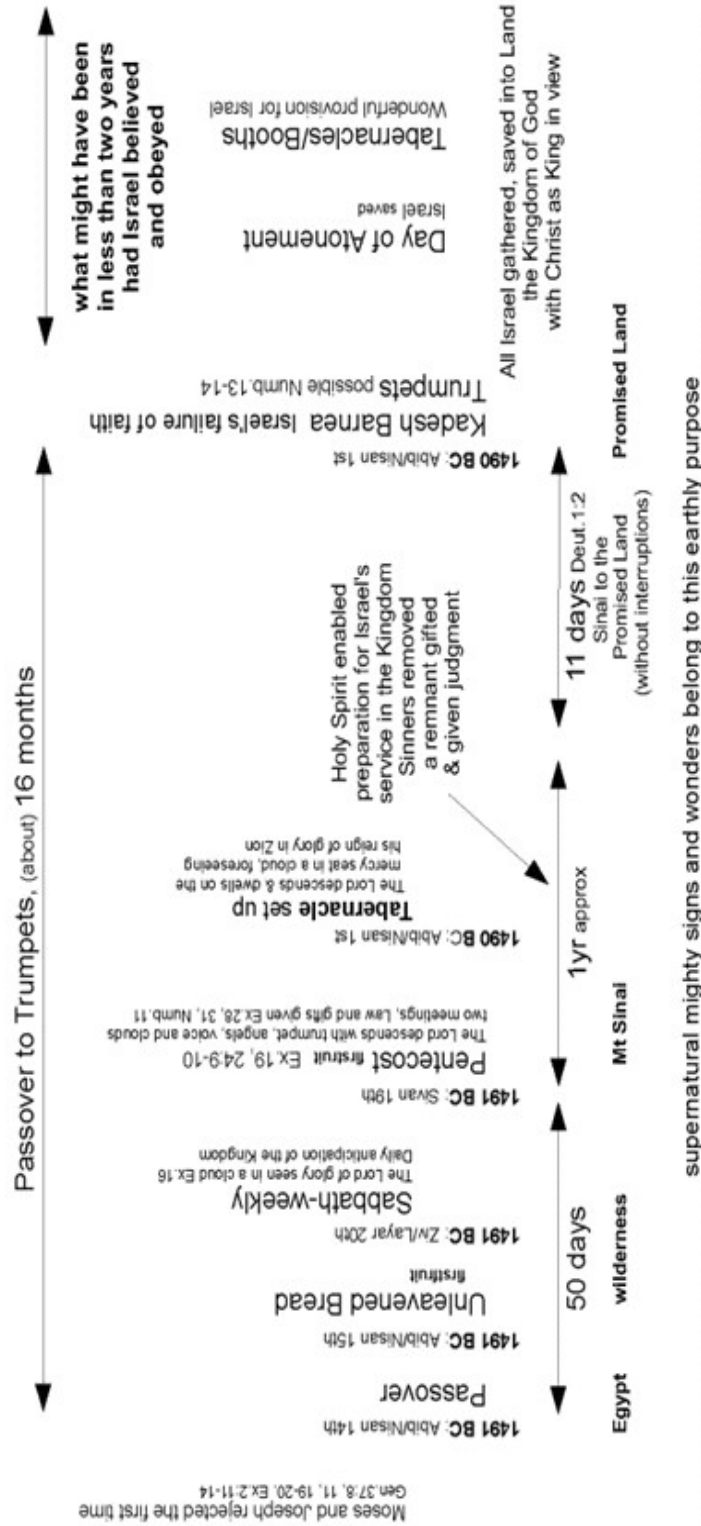 Passover to Trumpets, (about) 16 months
what might have been
in less than two years
had Israel believed
and obeyed
Moses and Joseph rejected the first time
Gen.37:8, 11, 19-20. Ex.2:11-14
1491 BC: Abib/Nisan 14th
Passover
1491 BC: Abib/Nisan 15th
Unleavened Bread
firstfruit
1491 BC: Ziv/Layar 20th
Sabbath-weekly
The Lord of glory seen in a cloud Ex.16
Daily anticipation of the Kingdom
1491 BC: Sivan 19th
Pentecost firstfruit Ex.19, 24:9-10
The Lord descends with trumpet, angels, voice and clouds
two meetings, Law and gifts given Ex.28, 31, Numb.11
1490 BC: Abib/Nisan 1st
Tabernacle set up
The Lord descends & dwells on the
mercy seat in a cloud, foreseeing
his reign of glory in Zion
Holy Spirit enabled
preparation for Israel's
service in the Kingdom
Sinners removed
a remnant gifted
& given judgment
1490 BC: Abib/Nisan 1st
Kadesh Barnea Israel's failure of faith
Trumpets possible Numb.13-14
Day of Atonement
Israel saved
Tabernacles/Booths
Wonderful provision for Israel
All Israel gathered, saved into Land
the Kingdom of God
with Christ as King in view
50 days
1yr approx
11 days Deut.1:2
Sinai to the
Promised Land
(without interruptions)
Egypt
wilderness
Mt Sinai
Promised Land
supernatural mighty signs and wonders belong to this earthly purpose